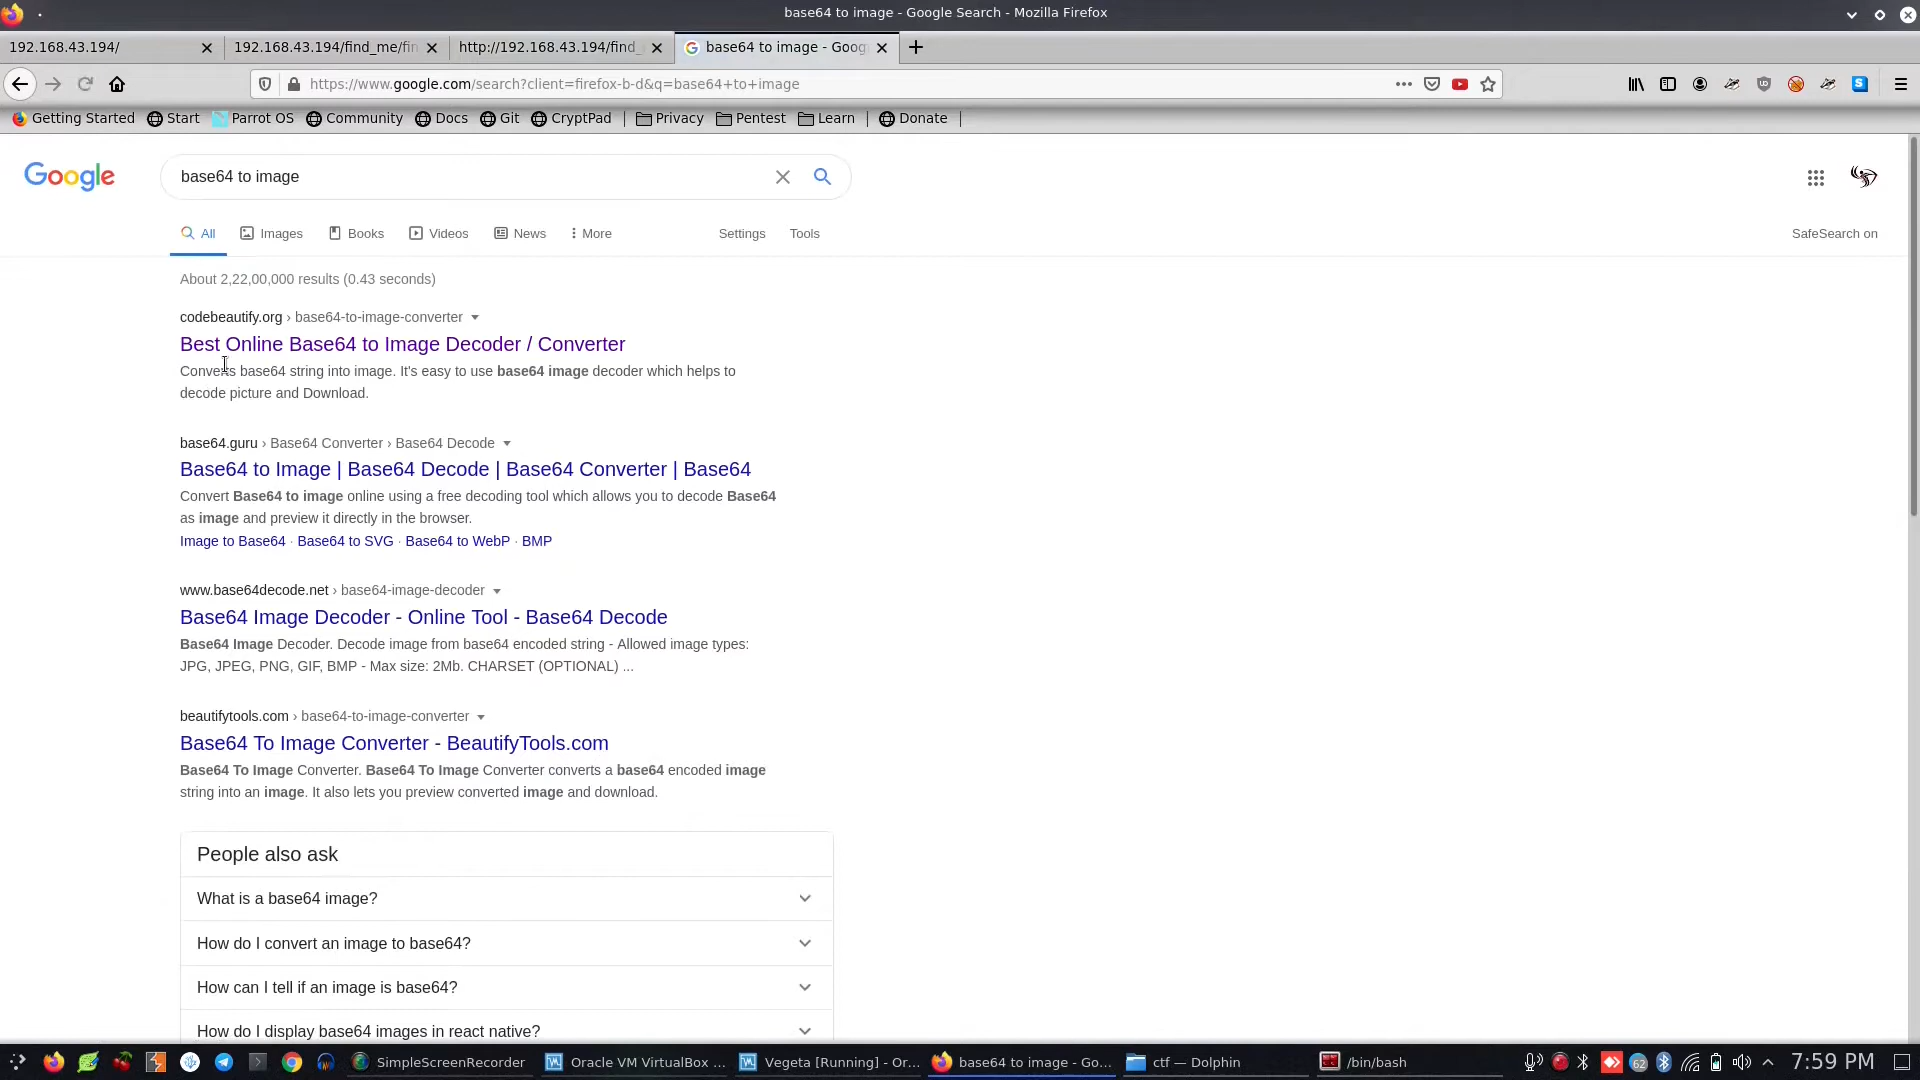 base64 to image - Google Search - Mozilla Firefox
192.168.43.194/
192.168.43.194/find_me/fin
http://192.168.43.194/find_
base64 to image - Goog
https://www.google.com/search?client=firefox-b-d&q=base64+to+image
Getting Started Start Parrot OS Community Docs Git CryptPad Privacy Pentest Learn Donate
Google
base64 to image
All Images Books Videos News More Settings Tools SafeSearch on
About 2,22,00,000 results (0.43 seconds)
codebeautify.org › base64-to-image-converter
Best Online Base64 to Image Decoder / Converter
Converts base64 string into image. It's easy to use base64 image decoder which helps to
decode picture and Download.
base64.guru › Base64 Converter › Base64 Decode
Base64 to Image | Base64 Decode | Base64 Converter | Base64
Convert Base64 to image online using a free decoding tool which allows you to decode Base64
as image and preview it directly in the browser.
Image to Base64 · Base64 to SVG · Base64 to WebP · BMP
www.base64decode.net › base64-image-decoder
Base64 Image Decoder - Online Tool - Base64 Decode
Base64 Image Decoder. Decode image from base64 encoded string - Allowed image types:
JPG, JPEG, PNG, GIF, BMP - Max size: 2Mb. CHARSET (OPTIONAL) ...
beautifytools.com › base64-to-image-converter
Base64 To Image Converter - BeautifyTools.com
Base64 To Image Converter. Base64 To Image Converter converts a base64 encoded image
string into an image. It also lets you preview converted image and download.
People also ask
What is a base64 image?
How do I convert an image to base64?
How can I tell if an image is base64?
How do I display base64 images in react native?
SimpleScreenRecorder Oracle VM VirtualBox ... Vegeta [Running] - Or... base64 to image - Go... ctf — Dolphin /bin/bash 62 7:59 PM